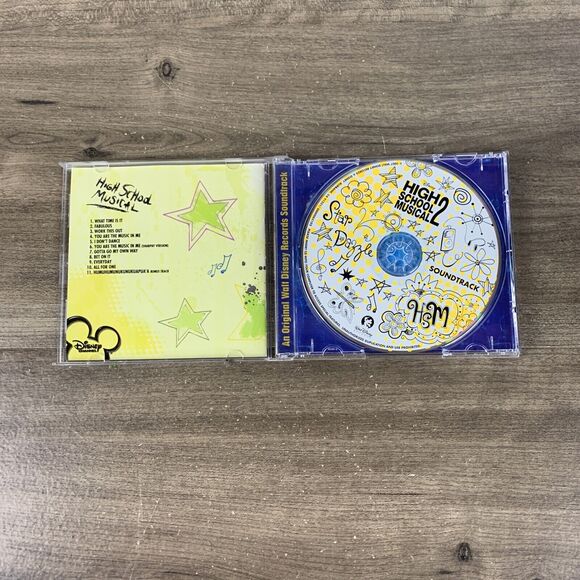 HIGH SCHOOL
MUSICAL
1. WHAT TIME IS IT
2. FABULOUS
3. WORK THIS OUT
4. YOU ARE THE MUSIC IN ME
5. I DON'T DANCE
6. YOU ARE THE MUSIC IN ME (SHARPAY VERSION)
7. GOTTA GO MY OWN WAY
8. BET ON IT
9. EVERYDAY
10. ALL FOR ONE
11. HUMUHUMUNUKUNUKUAPUA'A BONUS TRACK
Disney
CHANNEL
An Original Walt Disney Records Soundtrack
HIGH
SCHOOL
MUSICAL 2
SOUNDTRACK
Star
Dazzle
HSM